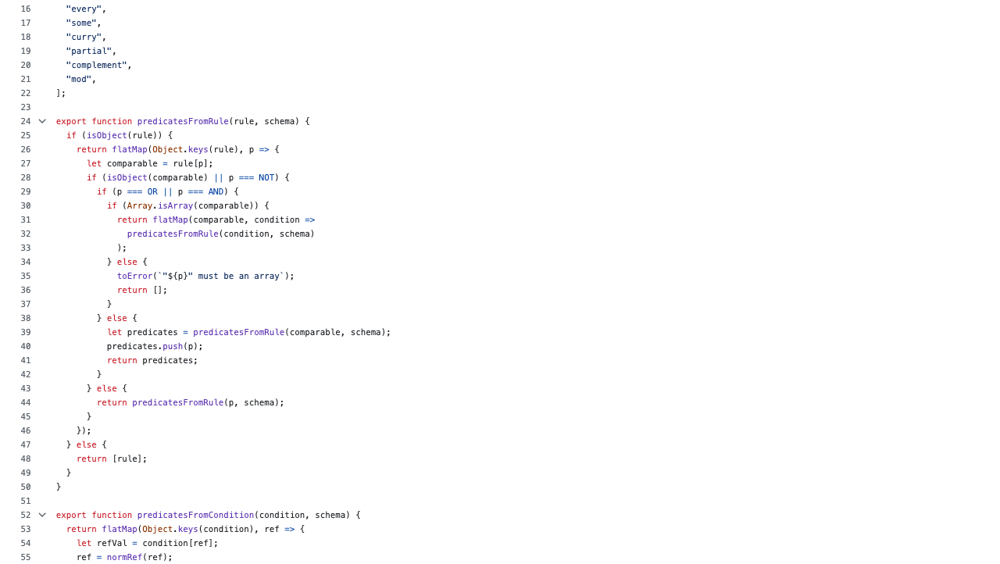 16 "every",
17 "some",
18 "curry",
19 "partial",
20 "complement",
21 "mod",
22 ];
23
24 export function predicatesFromRule(rule, schema) {
25 if (isObject(rule)) {
26 return flatMap(Object.keys(rule), p => {
27 let comparable = rule[p];
28 if (isObject(comparable) || p === NOT) {
29 if (p === OR || p === AND) {
30 if (Array.isArray(comparable)) {
31 return flatMap(comparable, condition =>
32 predicatesFromRule(condition, schema)
33 );
34 } else {
35 toError(`"${p}" must be an array`);
36 return [];
37 }
38 } else {
39 let predicates = predicatesFromRule(comparable, schema);
40 predicates.push(p);
41 return predicates;
42 }
43 } else {
44 return predicatesFromRule(p, schema);
45 }
46 });
47 } else {
48 return [rule];
49 }
50 }
51
52 export function predicatesFromCondition(condition, schema) {
53 return flatMap(Object.keys(condition), ref => {
54 let refVal = condition[ref];
55 ref = normRef(ref);